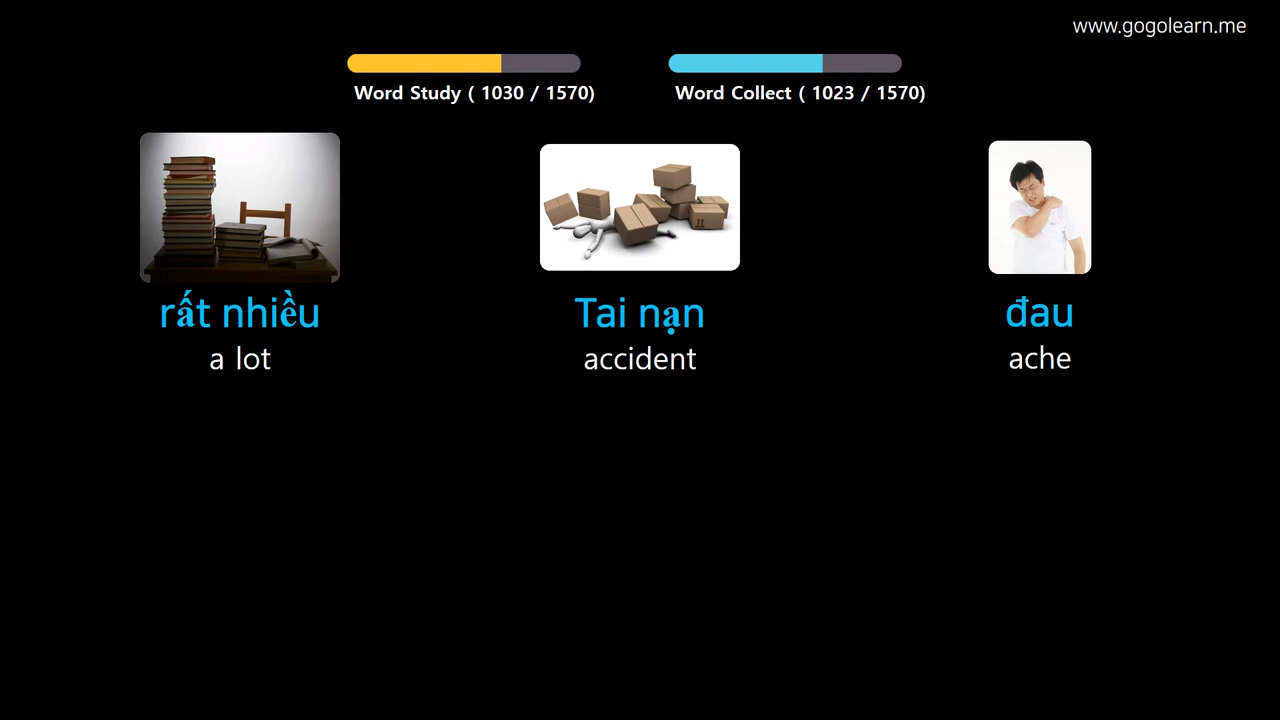 www.gogolearn.me
Word Study ( 1030 / 1570)
Word Collect ( 1023 / 1570)
rất nhiều
a lot
Tai nạn
accident
đau
ache